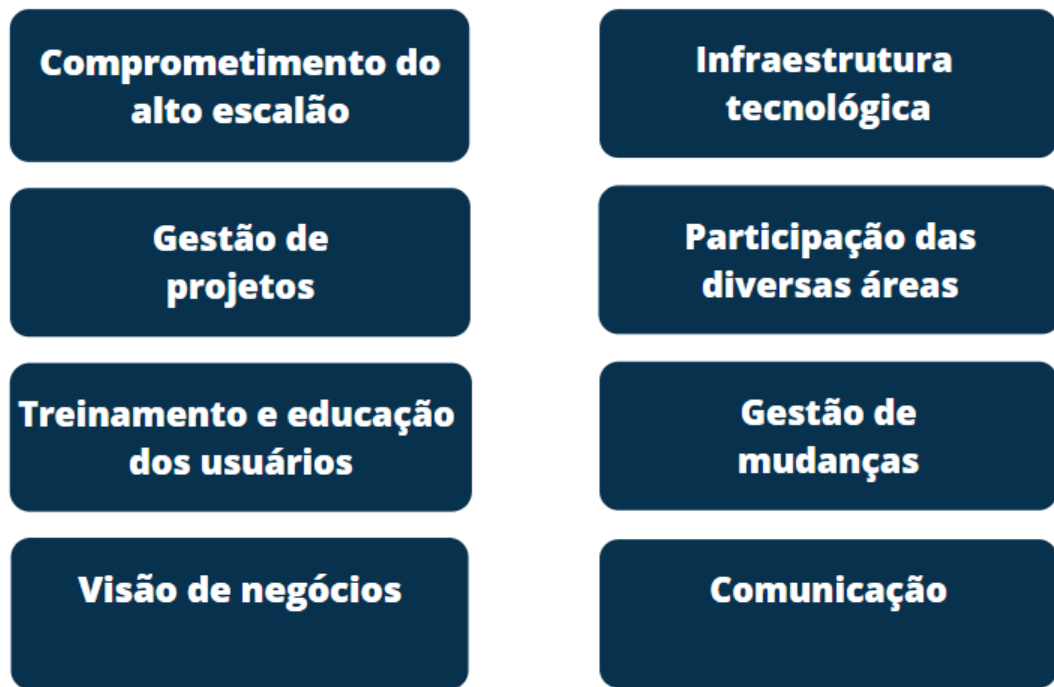 Comprometimento do
alto escalão
Infraestrutura
tecnológica
Gestão de
projetos
Participação das
diversas áreas
Treinamento e educação
dos usuários
Gestão de
mudanças
Visão de negócios
Comunicação